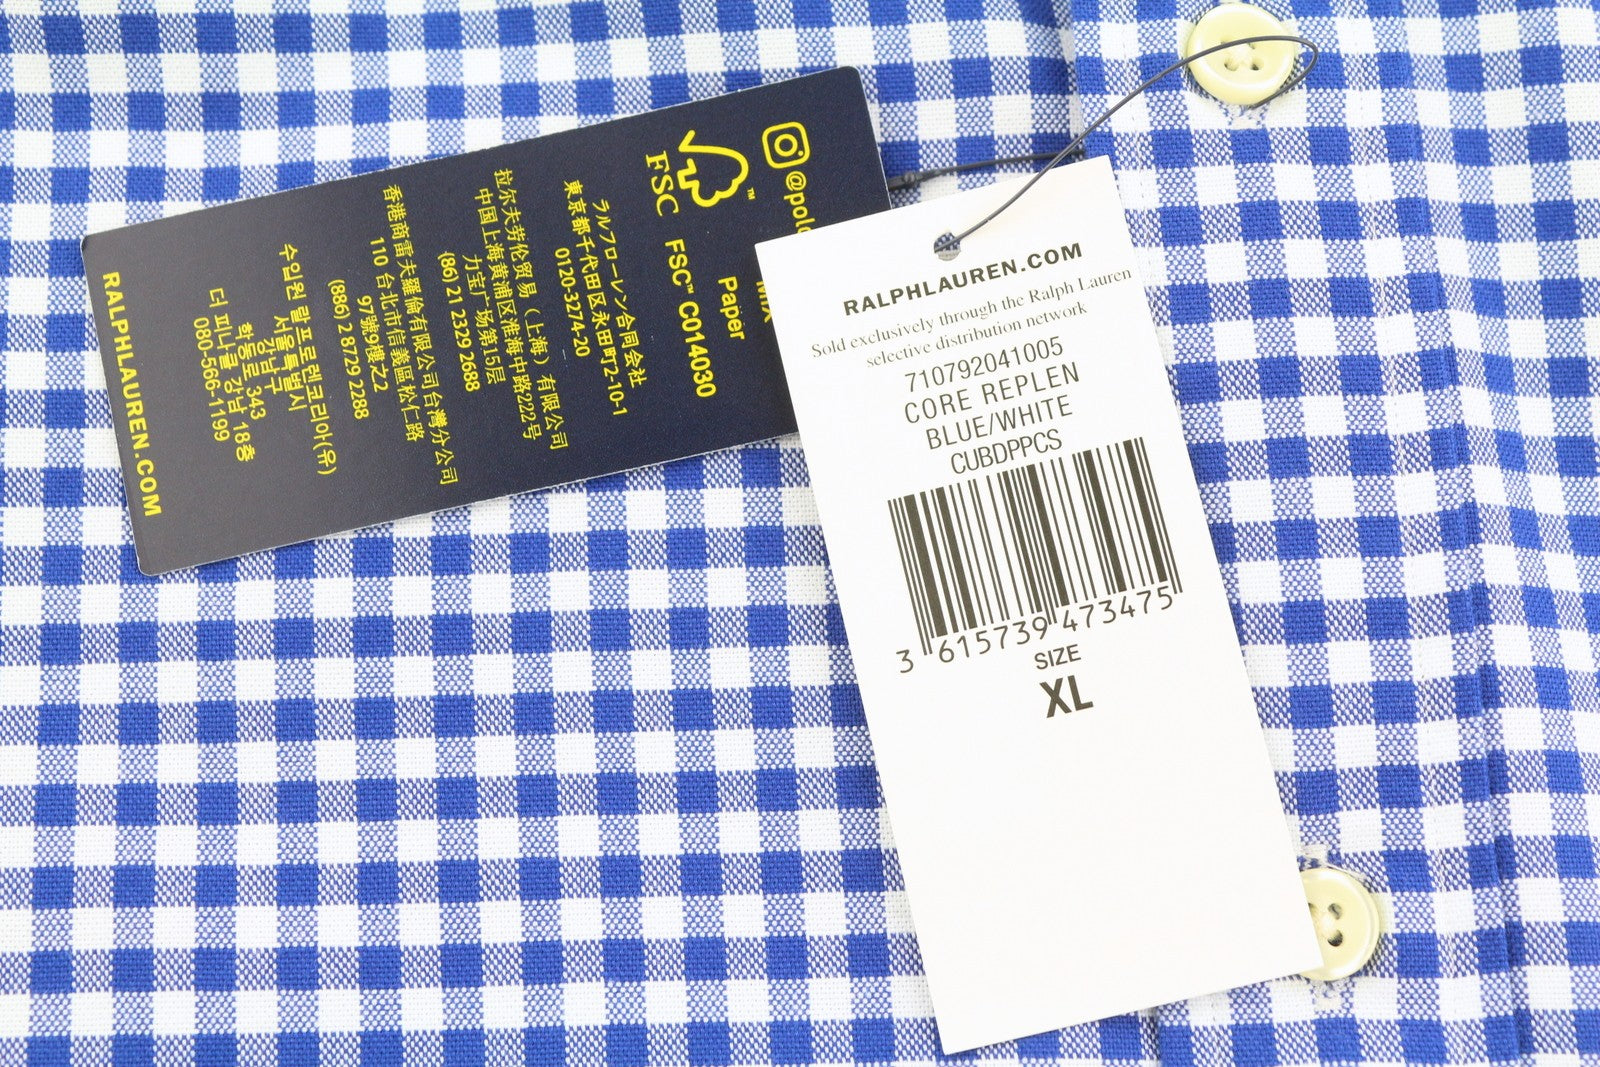 @polo
MIX
Paper
FSC
FSC™ C014030
ラルフローレン合同会社
東京都千代田区永田町2-10-1
0120-3274-20
拉尔夫劳伦贸易（上海）有限公司
中国上海黄浦区淮海中路222号
力宝广场第15层
(86) 21 2329 2688
香港商雷夫羅倫有限公司台灣分公司
110 台北市信義區松仁路
97號9樓之2
(886) 2 8729 2288
수입원 랄프로렌코리아(유)
서울특별시
강남구
학동로 343
더 피나클 강남 18층
080-566-1199
RALPHLAUREN.COM
RALPHLAUREN.COM
Sold exclusively through the Ralph Lauren
selective distribution network
710792041005
CORE REPLEN
BLUE/WHITE
CUBDPPCS
3 615739 473475
SIZE
XL